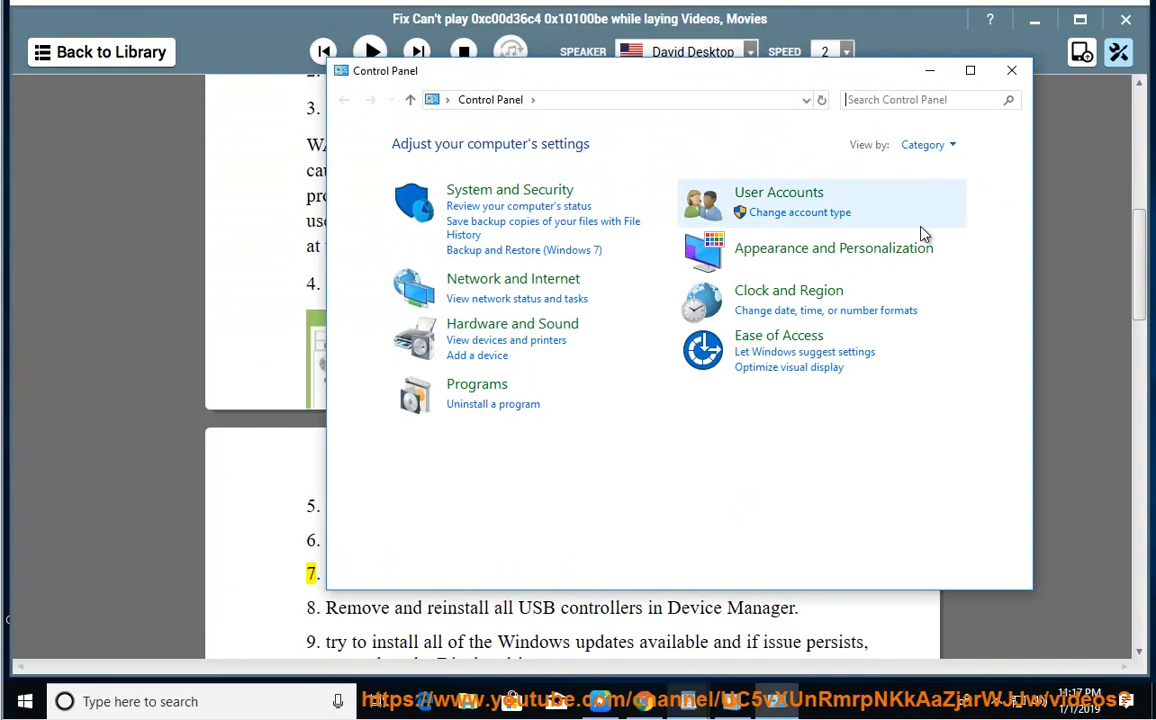 Fix Can't play 0xc00d36c4 0x10100be while laying Videos, Movies
Back to Library
SPEAKER David Desktop SPEED 2
Control Panel
Control Panel
Search Control Panel
Adjust your computer's settings
View by: Category
System and Security
Review your computer's status
Save backup copies of your files with File
History
Backup and Restore (Windows 7)
Network and Internet
View network status and tasks
Hardware and Sound
View devices and printers
Add a device
Programs
Uninstall a program
User Accounts
Change account type
Appearance and Personalization
Clock and Region
Change date, time, or number formats
Ease of Access
Let Windows suggest settings
Optimize visual display
3.
cau
pro
use
at
4.
5.
6.
7.
8. Remove and reinstall all USB controllers in Device Manager.
9. try to install all of the Windows updates available and if issue persists,
Type here to search
11:17 PM
1/1/2019